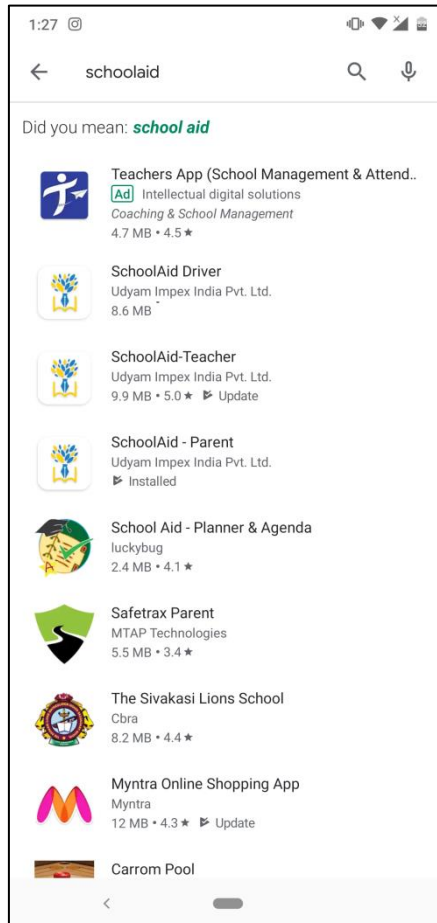 1:27
schoolaid
Did you mean: school aid
Teachers App (School Management & Attend..
Ad Intellectual digital solutions
Coaching & School Management
4.7 MB • 4.5 ★
SchoolAid Driver
Udyam Impex India Pvt. Ltd.
8.6 MB
SchoolAid-Teacher
Udyam Impex India Pvt. Ltd.
9.9 MB • 5.0 ★ Update
SchoolAid - Parent
Udyam Impex India Pvt. Ltd.
Installed
School Aid - Planner & Agenda
luckybug
2.4 MB • 4.1 ★
Safetrax Parent
MTAP Technologies
5.5 MB • 3.4 ★
The Sivakasi Lions School
Cbra
8.2 MB • 4.4 ★
Myntra Online Shopping App
Myntra
12 MB • 4.3 ★ Update
Carrom Pool